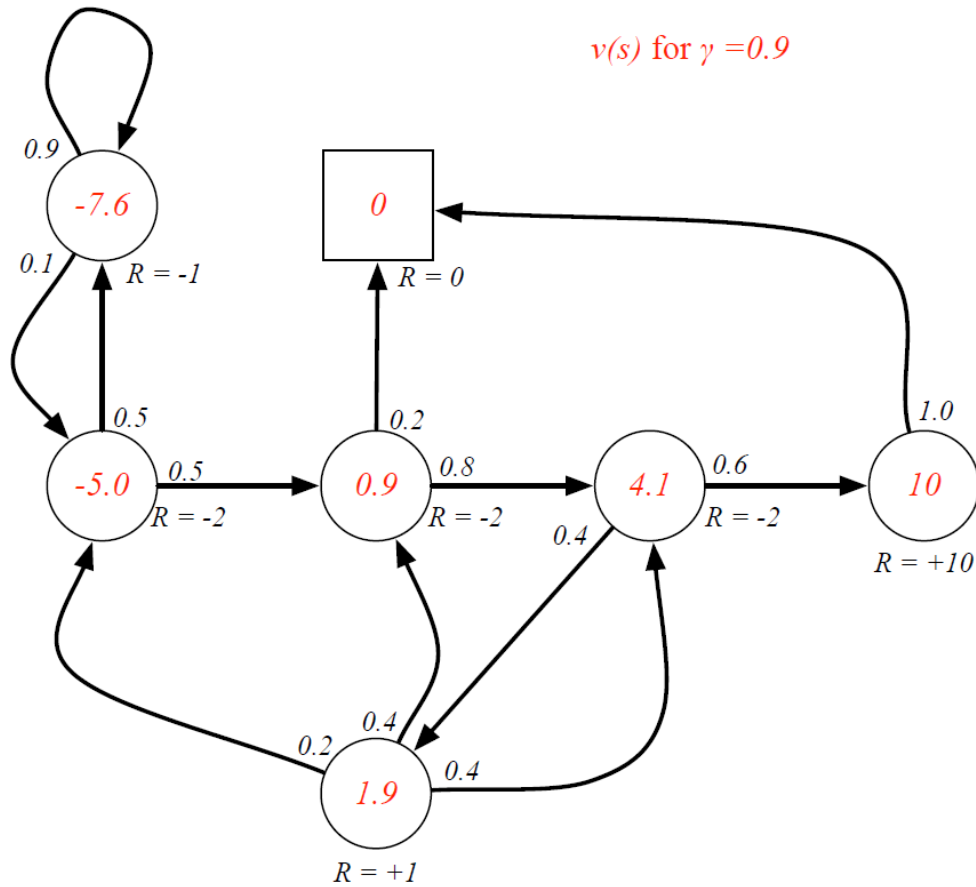 v(s) for γ =0.9
0.9
-7.6
0
0.1
R = -1
R = 0
0.5
0.2
1.0
-5.0
0.5
0.9
0.8
4.1
0.6
10
R = -2
R = -2
R = -2
0.4
R = +10
0.4
0.2
0.4
1.9
R = +1